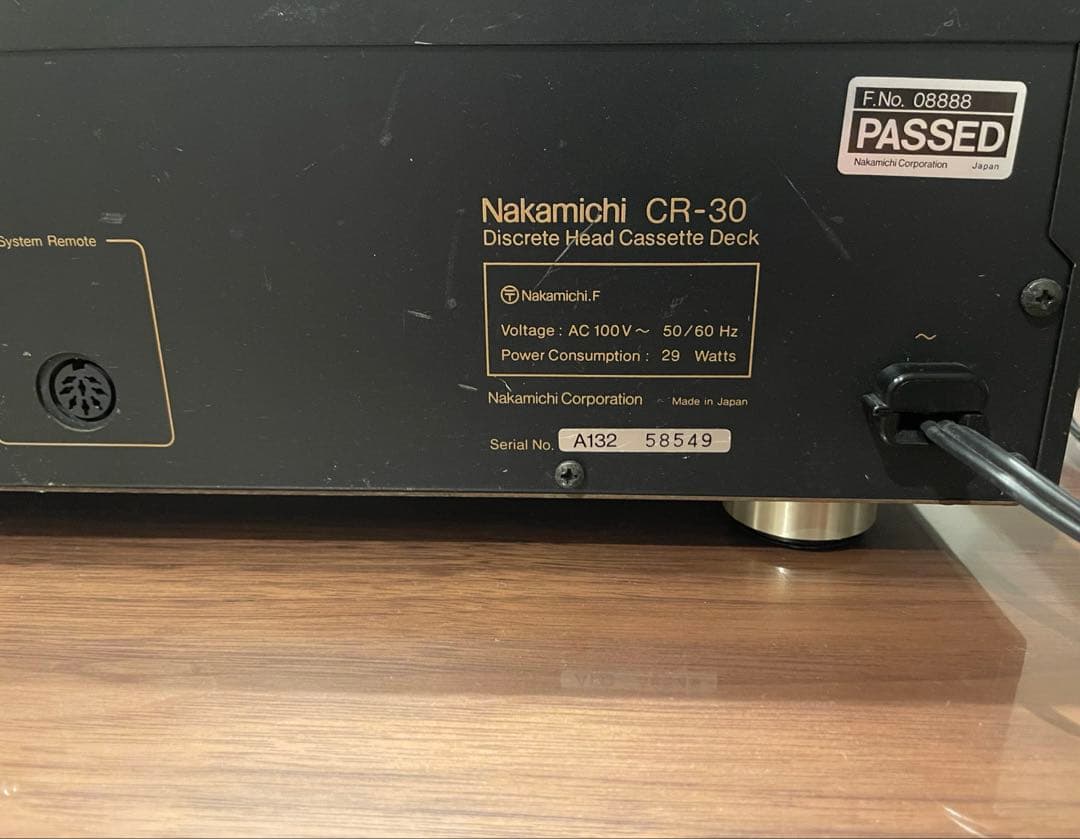 F.No. 08888
PASSED
Nakamichi Corporation Japan
Nakamichi CR-30
Discrete Head Cassette Deck
System Remote
Nakamichi.F
Voltage : AC 100V~ 50/60 Hz
Power Consumption : 29 Watts
Nakamichi Corporation Made in Japan
Serial No. A132 58549
~